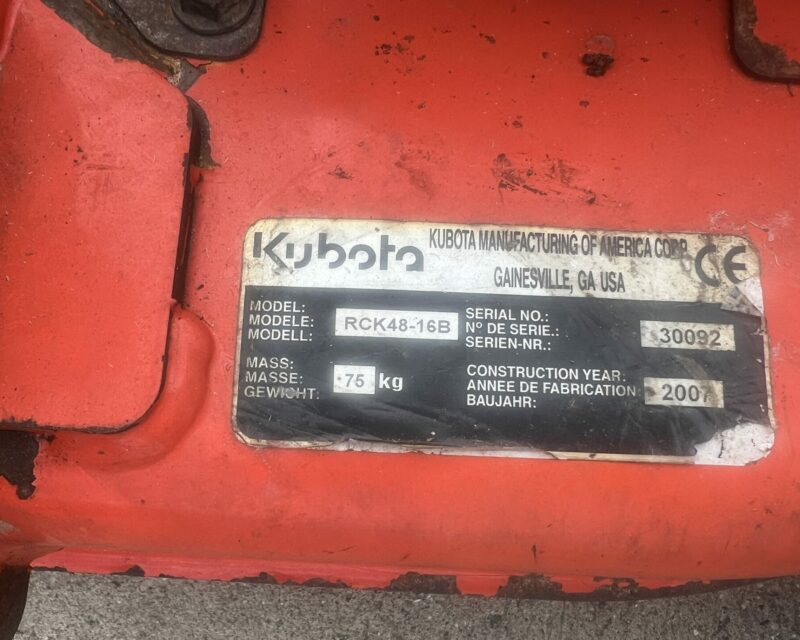 Kubota
KUBOTA MANUFACTURING OF AMERICA CORP.
GAINESVILLE, GA USA
CE
MODEL:
MODELE:
MODELL:
RCK48-16B
SERIAL NO.:
Nº DE SERIE.:
SERIEN-NR.:
30092
MASS:
MASSE:
GEWICHT:
75 kg
CONSTRUCTION YEAR:
ANNEE DE FABRICATION:
BAUJAHR:
2007